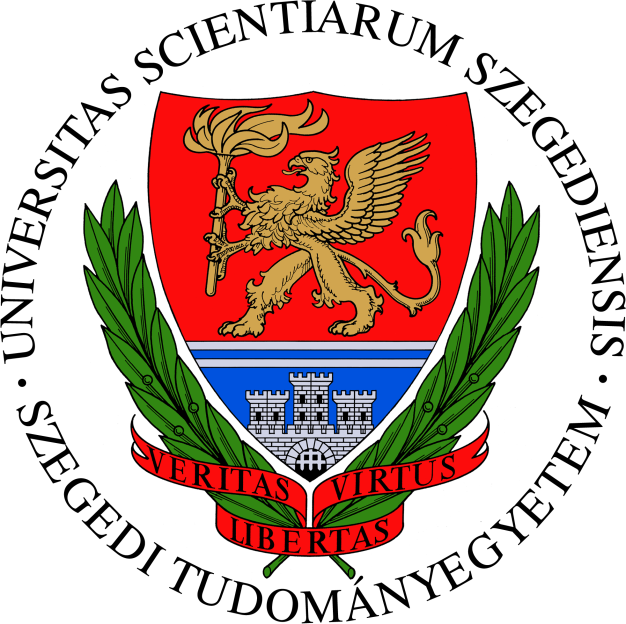 UNIVERSITAS SCIENTIARUM SZEGEDIENSIS
· SZEGEDI TUDOMÁNYEGYETEM ·
VERITAS VIRTUS
LIBERTAS